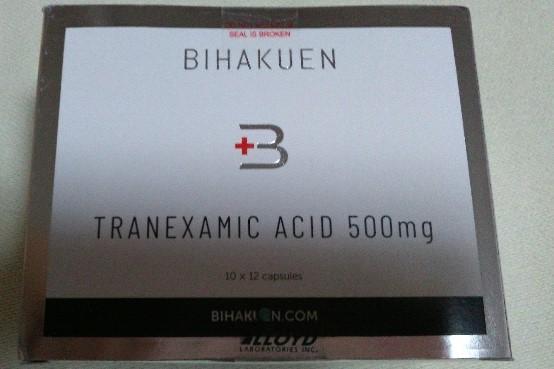 SEAL IS BROKEN
BIHAKUEN
+B
TRANEXAMIC ACID 500mg
10 x 12 capsules
BIHAKUEN.COM
LLOYD
LABORATORIES INC.